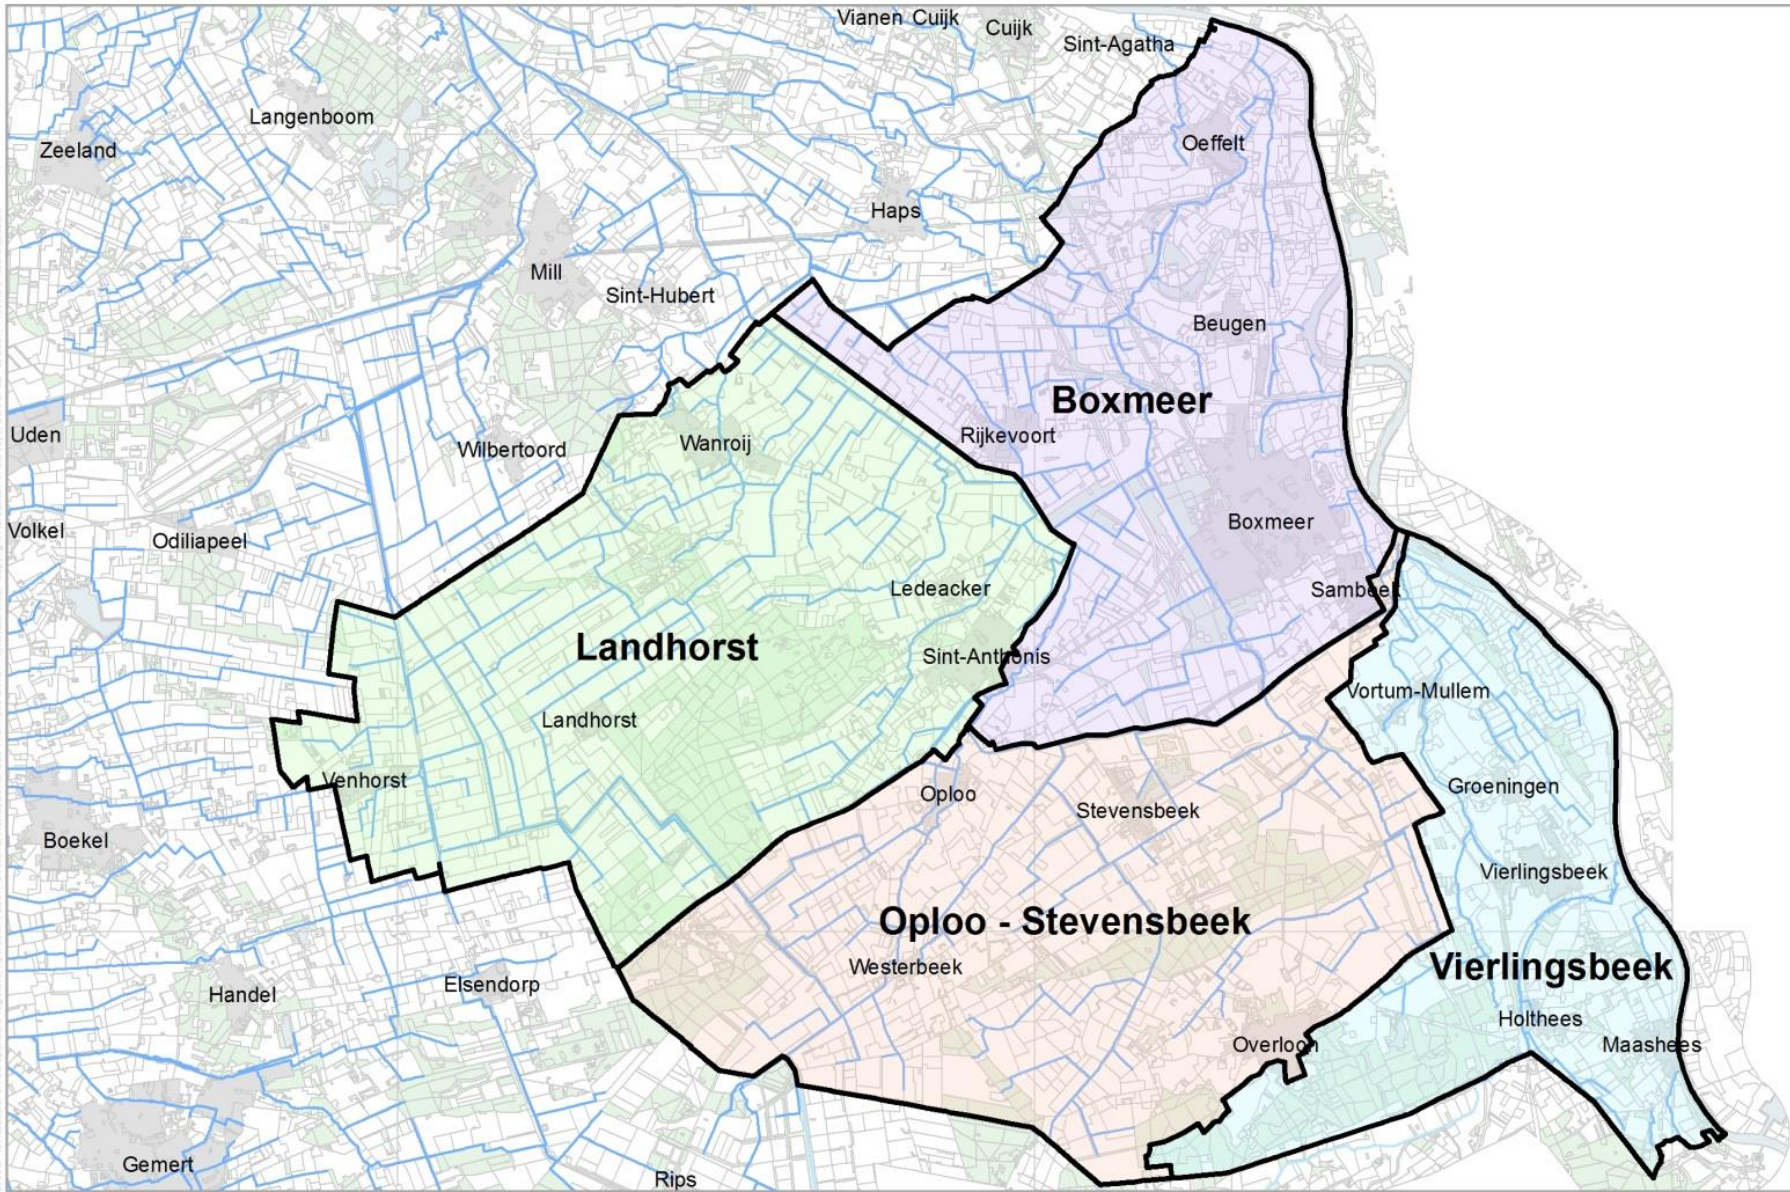 Vianen Cuijk
Cuijk
Sint-Agatha
Langenboom
Zeeland
Oeffelt
Haps
Mill
Sint-Hubert
Beugen
Boxmeer
Uden
Wilbertoord
Wanroij
Rijkevoort
Volkel
Odiliapeel
Boxmeer
Ledeacker
Sambeek
Landhorst
Sint-Anthonis
Vortum-Mullem
Landhorst
Venhorst
Oploo
Stevensbeek
Groeningen
Boekel
Vierlingsbeek
Oploo - Stevensbeek
Westerbeek
Vierlingsbeek
Handel
Elsendorp
Holthees
Overloon
Maashees
Gemert
Rips